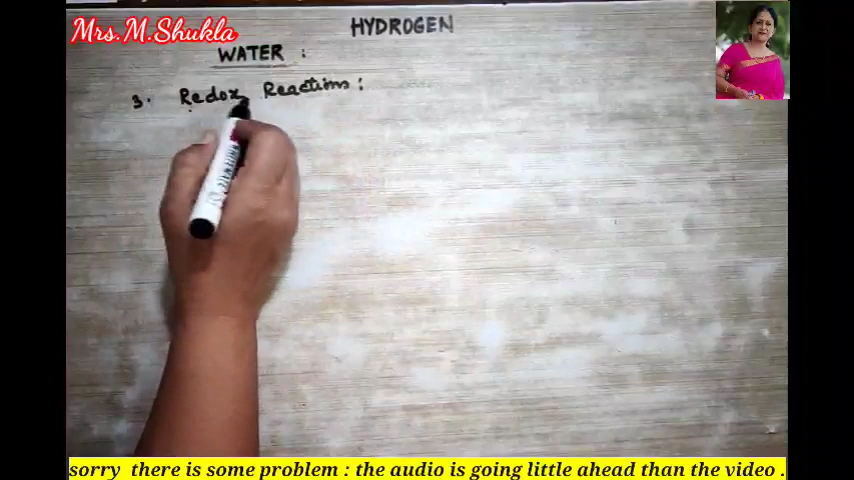 Mrs.M.Shukla
HYDROGEN
WATER :
3. Redox Reactions :
sorry there is some problem : the audio is going little ahead than the video .